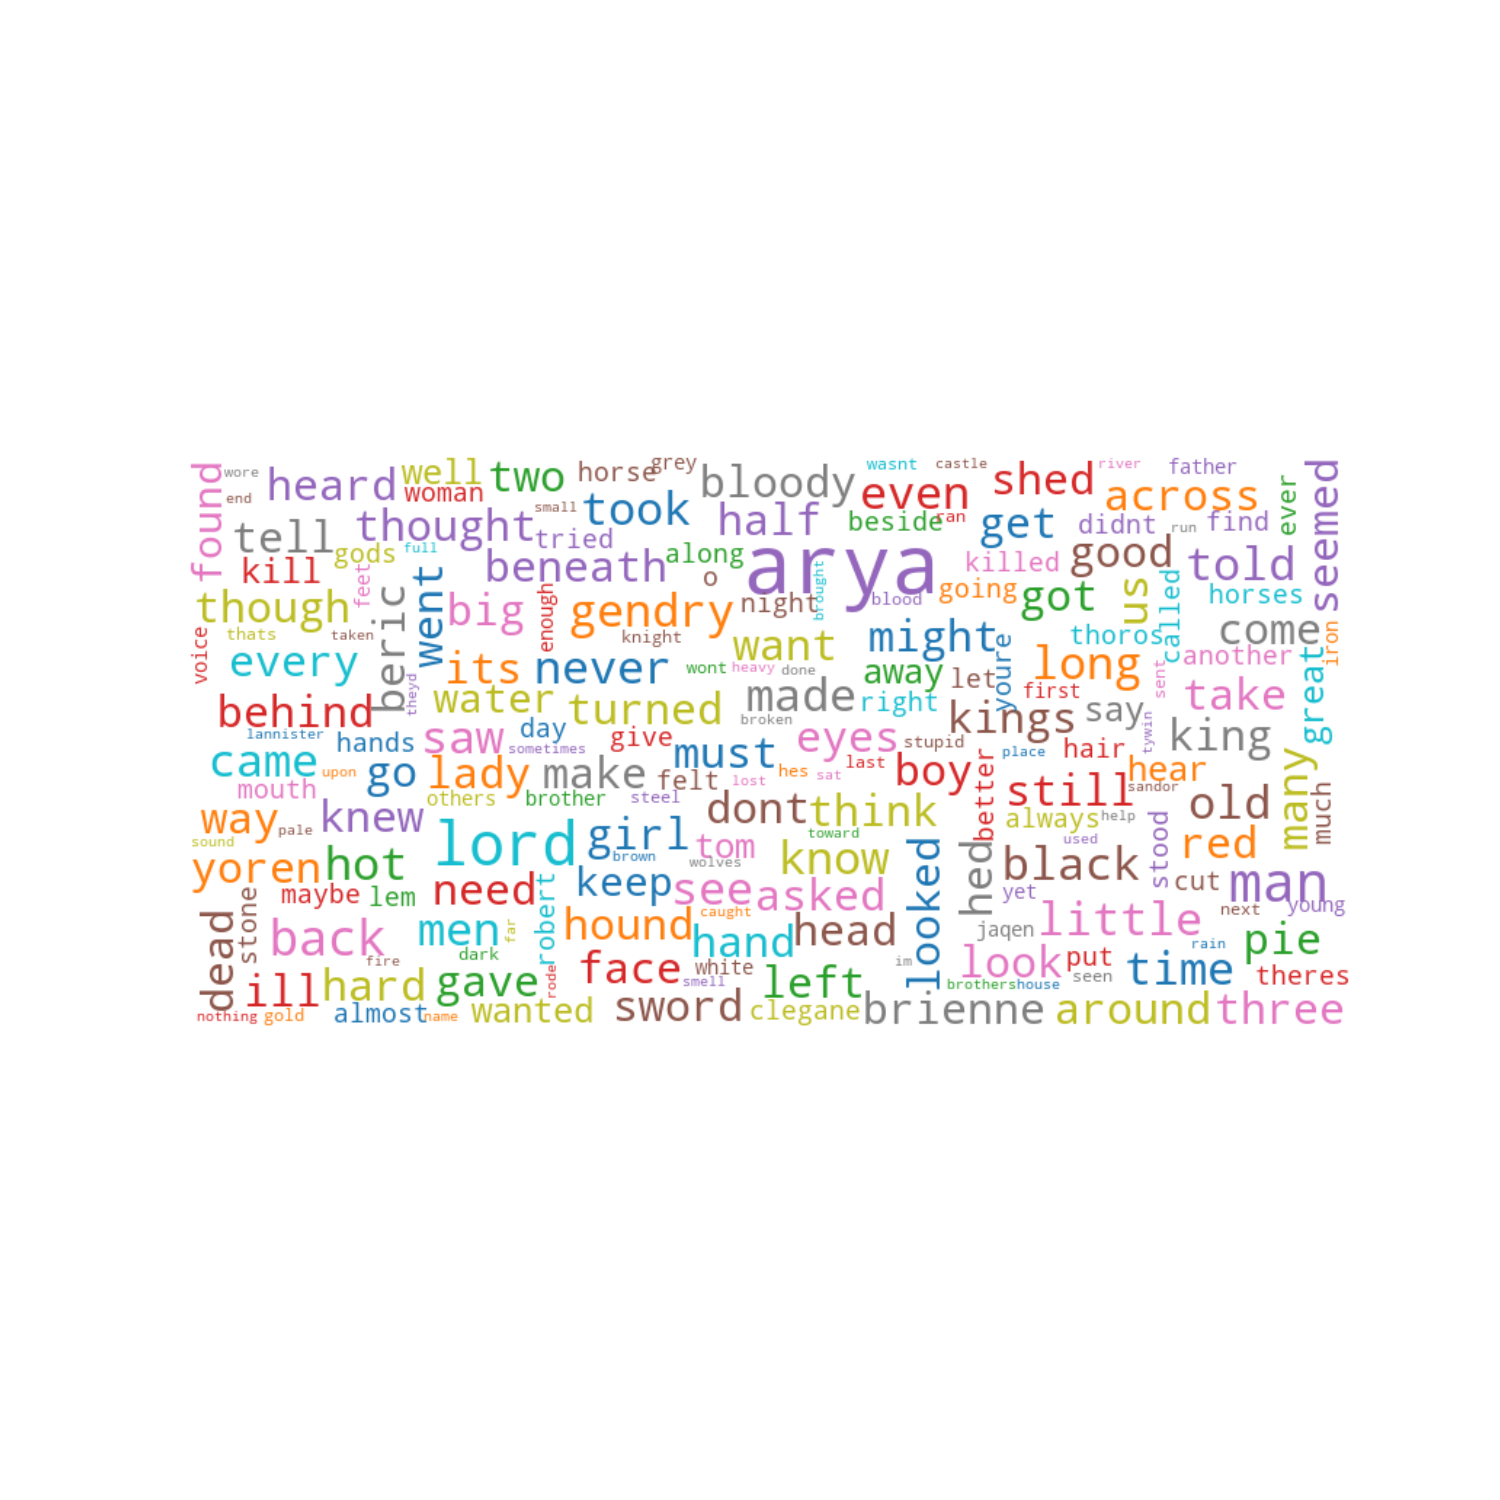 found
wore
end
heard
well
woman
two
horse
grey
bloody
wasnt
castle
river
father
even
shed
across
ever
seemed
tell
thought
small
took
half
beside
ran
get
didnt
run
find
gods
full
tried
along
kill
feet
beneath
o
arya
killed
good
told
though
beric
went
big
enough
gendry
night
brought
blood
going
got
us
called
horses
voice
thats
taken
knight
want
might
youre
thoros
come
iron
every
its
never
wont
heavy
done
away
let
long
another
sent
first
great
theyd
water
turned
made
right
take
behind
broken
kings
say
tywin
king
lannister
hands
saw
day
sometimes
give
must
eyes
stupid
place
hair
came
upon
go
lady
make
felt
lost
hes
sat
last
boy
better
hear
many
mouth
others
brother
steel
still
sandor
old
much
way
pale
knew
dont
think
always
help
sound
lord
girl
tom
toward
used
stood
red
yoren
hot
brown
wolves
know
looked
hed
black
maybe
lem
need
robert
keep
see
asked
yet
cut
man
next
young
dead
stone
back
men
far
hound
caught
hand
head
jaqen
little
rain
pie
fire
dark
face
white
smell
im
look
put
time
theres
ill
hard
gave
rode
left
brothers
house
seen
nothing
gold
almost
name
wanted
sword
clegane
brienne
around
three